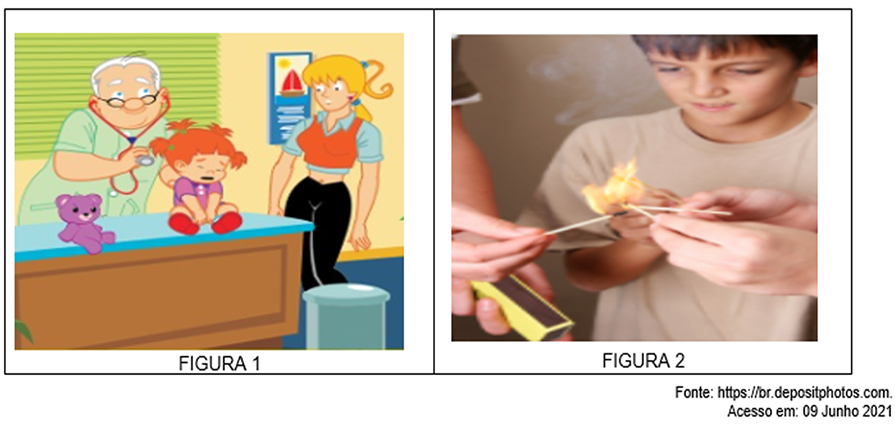 FIGURA 1
FIGURA 2
Fonte: https://br.depositphotos.com.
Acesso em: 09 Junho 2021